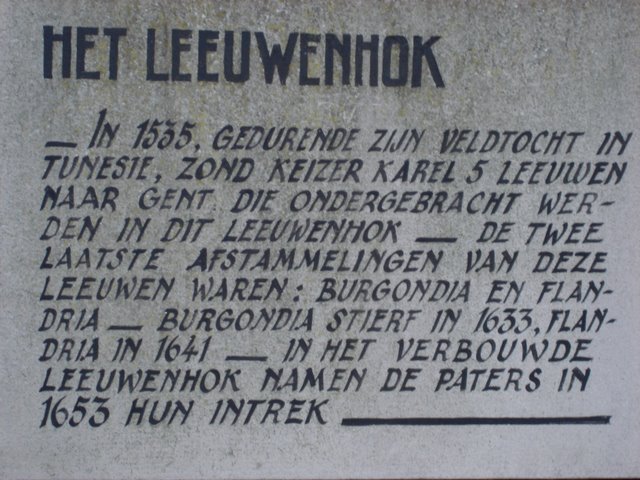 HET LEEUWENHOK
— IN 1535, GEDURENDE ZIJN VELDTOCHT IN
TUNESIE, ZOND KEIZER KAREL 5 LEEUWEN
NAAR GENT DIE ONDERGEBRACHT WER-
DEN IN DIT LEEUWENHOK — DE TWEE
LAATSTE AFSTAMMELINGEN VAN DEZE
LEEUWEN WAREN: BURGONDIA EN FLAN-
DRIA — BURGONDIA STIERF IN 1633, FLAN-
DRIA IN 1641 — IN HET VERBOUWDE
LEEUWENHOK NAMEN DE PATERS IN
1653 HUN INTREK —